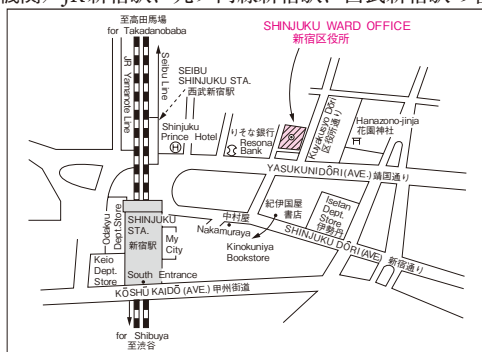 機関／JR新宿駅、丸ノ内線新宿駅、西武新宿駅
至高田馬場
for Takadanobaba
SHINJUKU WARD OFFICE
新宿区役所
JR Yamanote Line
Seibu Line
SEIBU
SHINJUKU STA.
西武新宿駅
Shinjuku
Prince Hotel
H
りそな銀行
Resona
Bank
Kuyakusyo Dōri
区役所通り
Hanazono-jinja
花園神社
YASUKUNI DŌRI (AVE.) 靖国通り
Odakyu
Dept.Store
SHINJUKU
STA.
新宿駅
My
City
中村屋
Nakamuraya
紀伊国屋
書店
Kinokuniya
Bookstore
Isetan
Dept.
Store
伊勢丹
SHINJUKU DŌRI (AVE.) 新宿通り
Keio
Dept.
Store
South Entrance
KŌSHŪ KAIDŌ (AVE.) 甲州街道
for Shibuya
至渋谷